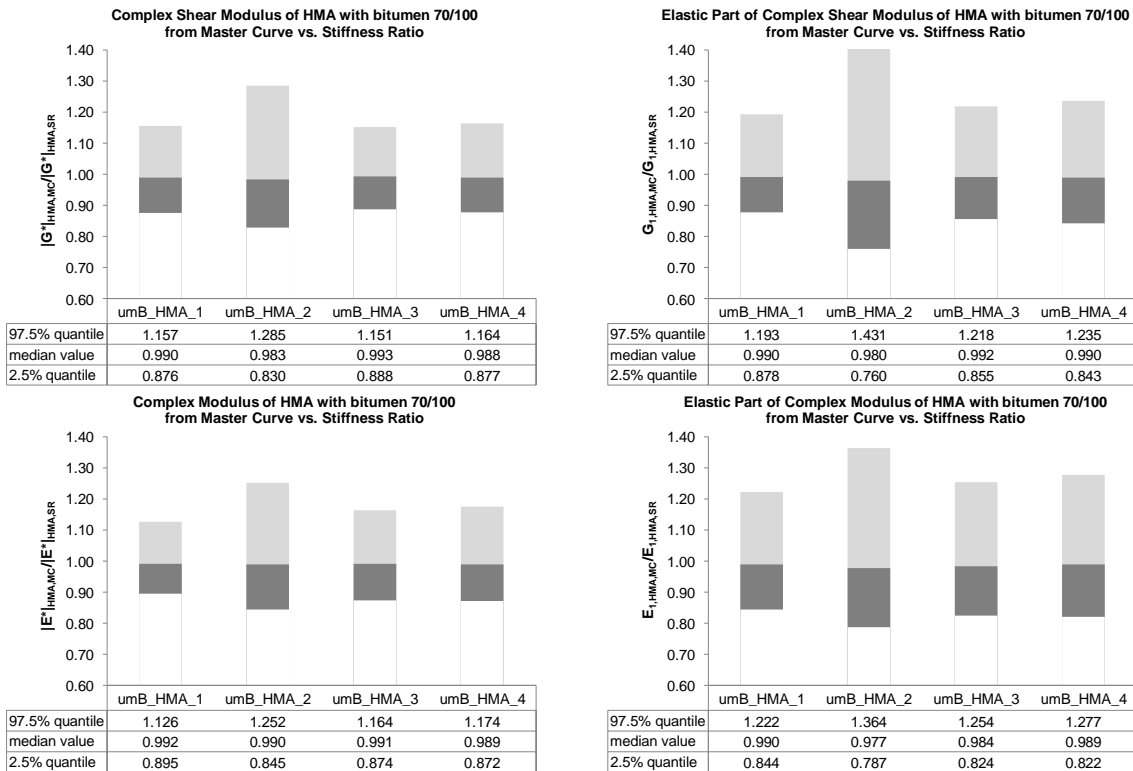 Complex Shear Modulus of HMA with bitumen 70/100
from Master Curve vs. Stiffness Ratio
|G*|HMA,MC/|G*|HMA,SR
1.40
1.30
1.20
1.10
1.00
0.90
0.80
0.70
0.60
umB_HMA_1 umB_HMA_2 umB_HMA_3 umB_HMA_4
97.5% quantile 1.157 1.285 1.151 1.164
median value 0.990 0.983 0.993 0.988
2.5% quantile 0.876 0.830 0.888 0.877
Elastic Part of Complex Shear Modulus of HMA with bitumen 70/100
from Master Curve vs. Stiffness Ratio
G1,HMA,MC/G1,HMA,SR
1.40
1.30
1.20
1.10
1.00
0.90
0.80
0.70
0.60
umB_HMA_1 umB_HMA_2 umB_HMA_3 umB_HMA_4
97.5% quantile 1.193 1.431 1.218 1.235
median value 0.990 0.980 0.992 0.990
2.5% quantile 0.878 0.760 0.855 0.843
Complex Modulus of HMA with bitumen 70/100
from Master Curve vs. Stiffness Ratio
|E*|HMA,MC/|E*|HMA,SR
1.40
1.30
1.20
1.10
1.00
0.90
0.80
0.70
0.60
umB_HMA_1 umB_HMA_2 umB_HMA_3 umB_HMA_4
97.5% quantile 1.126 1.252 1.164 1.174
median value 0.992 0.990 0.991 0.989
2.5% quantile 0.895 0.845 0.874 0.872
Elastic Part of Complex Modulus of HMA with bitumen 70/100
from Master Curve vs. Stiffness Ratio
E1,HMA,MC/E1,HMA,SR
1.40
1.30
1.20
1.10
1.00
0.90
0.80
0.70
0.60
umB_HMA_1 umB_HMA_2 umB_HMA_3 umB_HMA_4
97.5% quantile 1.222 1.364 1.254 1.277
median value 0.990 0.977 0.984 0.989
2.5% quantile 0.844 0.787 0.824 0.822